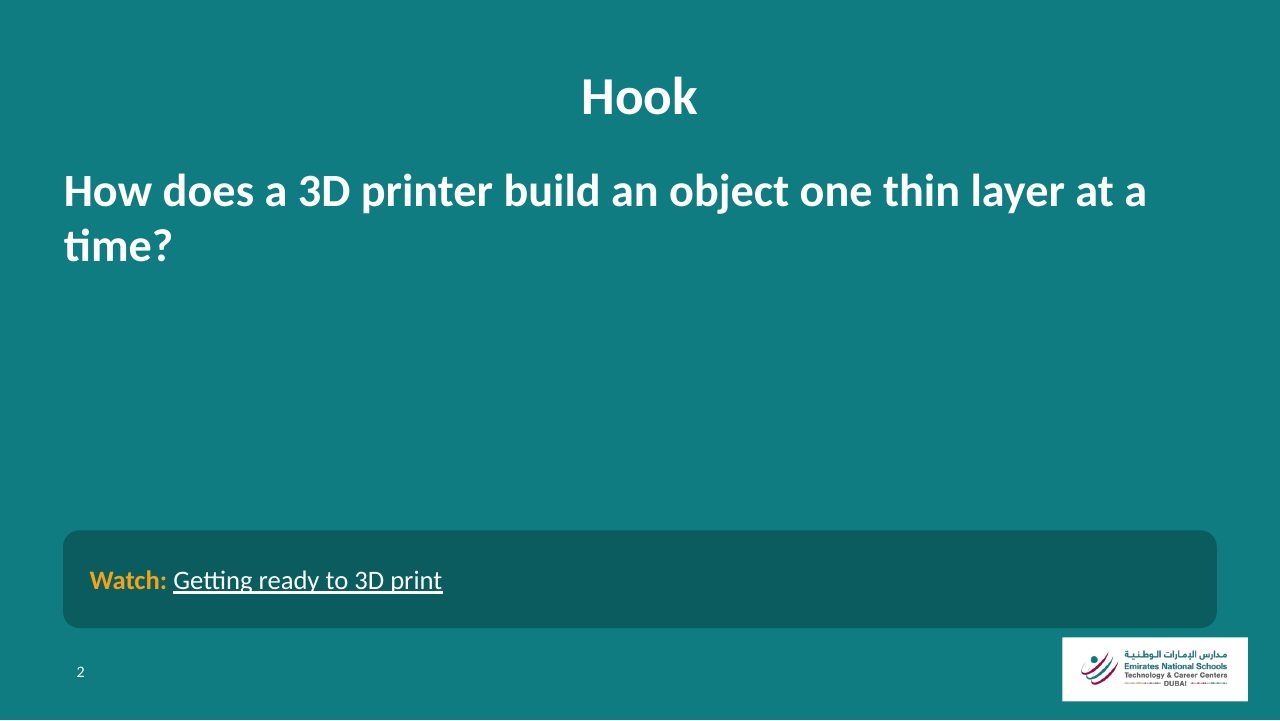 Hook
How does a 3D printer build an object one thin layer at a
time?
Watch: Getting ready to 3D print
2
مدارس الإمارات الوطنية
Emirates National Schools
Technology & Career Centers
DUBAI